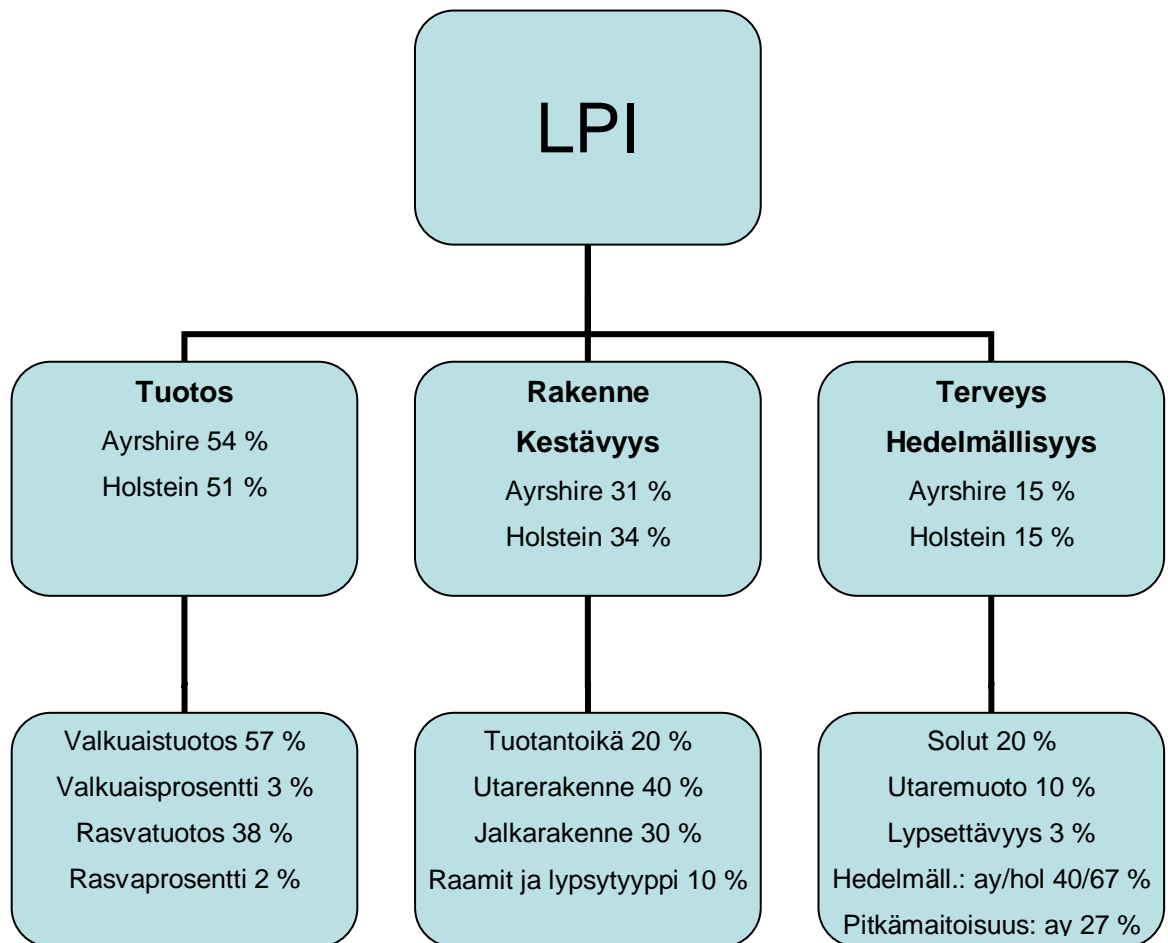 LPI
Tuotos
Ayrshire 54 %
Holstein 51 %
Rakenne
Kestävyys
Ayrshire 31 %
Holstein 34 %
Terveys
Hedelmällisyys
Ayrshire 15 %
Holstein 15 %
Valkuaistuotos 57 %
Valkuaisprosentti 3 %
Rasvatuotos 38 %
Rasvaprosentti 2 %
Tuotantoikä 20 %
Utarerakenne 40 %
Jalkarakenne 30 %
Raamit ja lypsytyyppi 10 %
Solut 20 %
Utaremuoto 10 %
Lypsettävyys 3 %
Hedelmäll.: ay/hol 40/67 %
Pitkämaitoisuus: ay 27 %